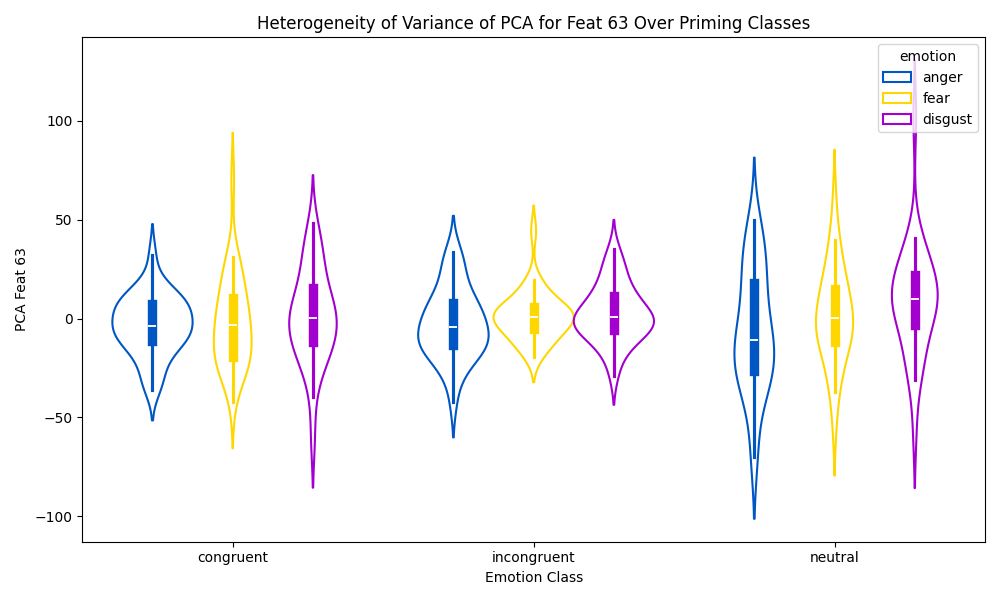 Heterogeneity of Variance of PCA for Feat 63 Over Priming Classes
emotion
anger
fear
disgust
PCA Feat 63
100
50
0
−50
−100
congruent
incongruent
neutral
Emotion Class